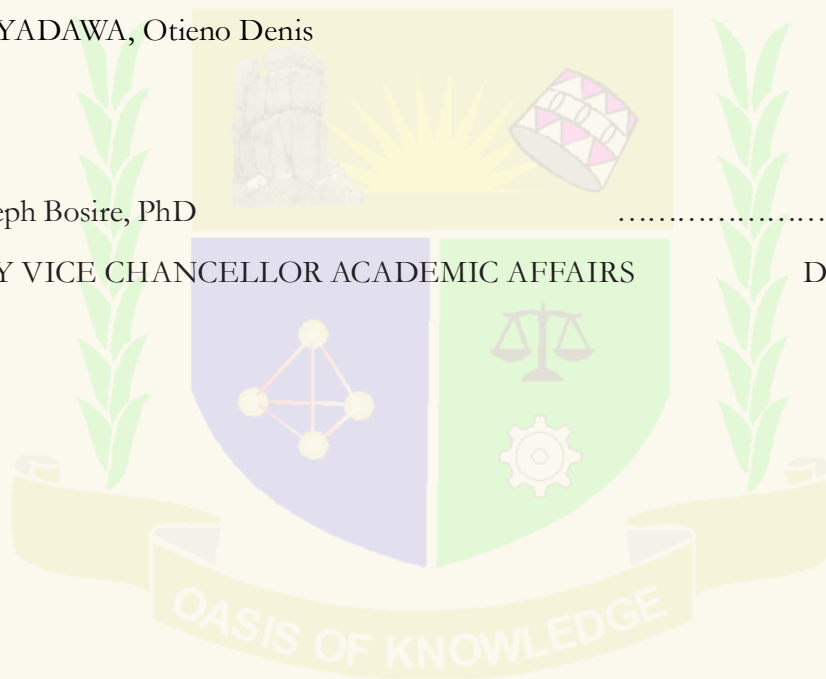 YADAWA, Otieno Denis
eph Bosire, PhD ……………………
Y VICE CHANCELLOR ACADEMIC AFFAIRS D
OASIS OF KNOWLEDGE